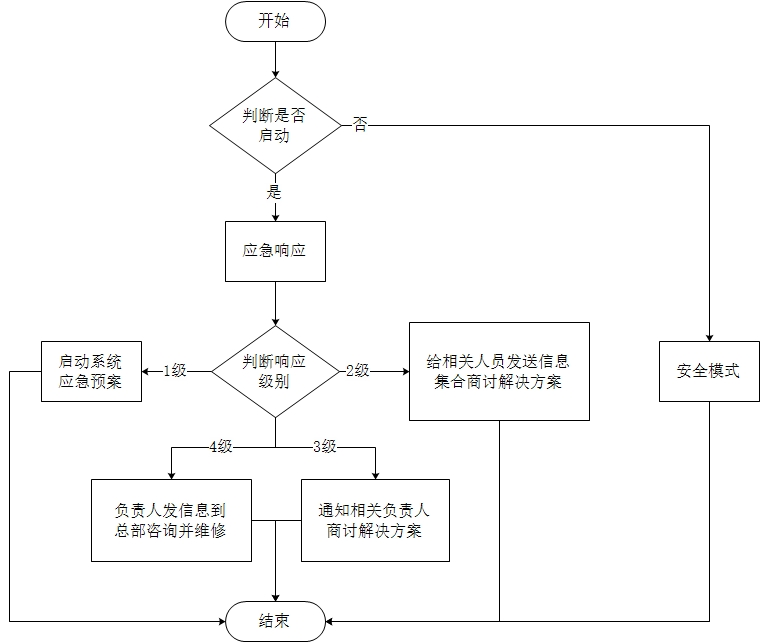 开始
判断是否
启动
否
是
应急响应
启动系统
应急预案
1级
判断响应
级别
2级
给相关人员发送信息
集合商讨解决方案
安全模式
4级
3级
负责人发信息到
总部咨询并维修
通知相关负责人
商讨解决方案
结束